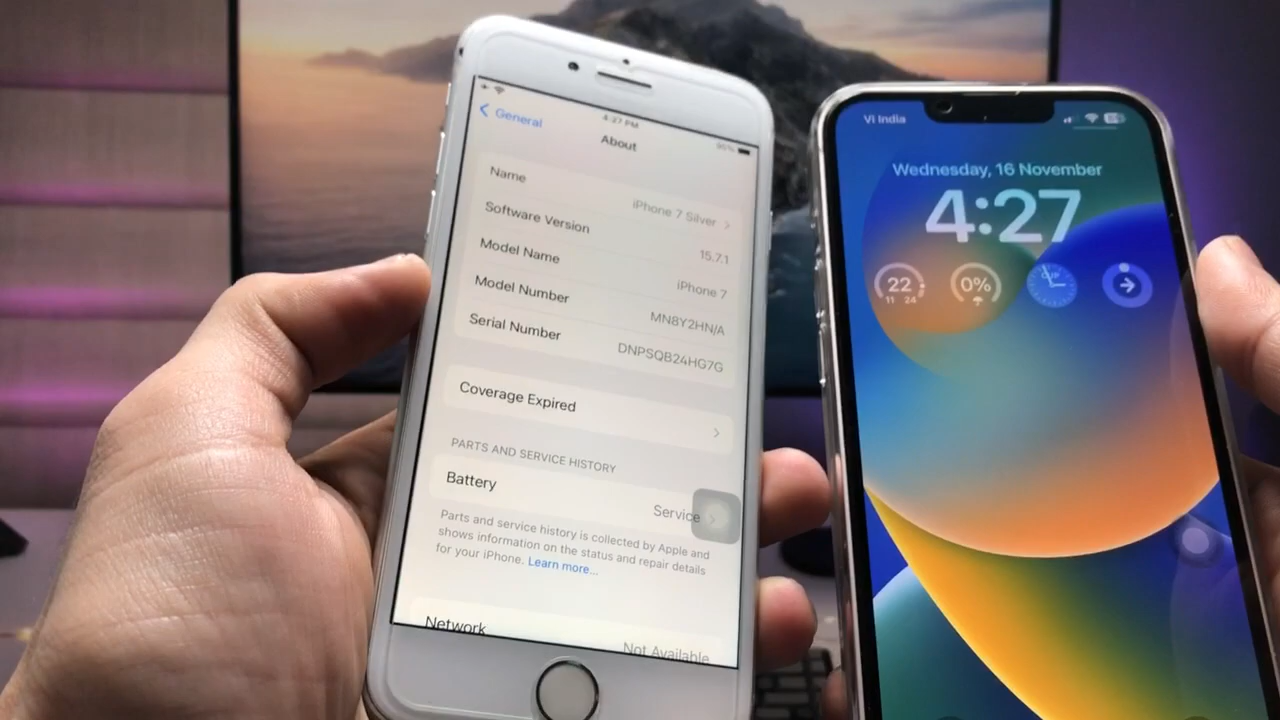 4:27 PM
95%
General
About
Name
iPhone 7 Silver
Software Version
15.7.1
Model Name
iPhone 7
Model Number
MN8Y2HN/A
Serial Number
DNPSQB24HG7G
Coverage Expired
PARTS AND SERVICE HISTORY
Battery
Service
Parts and service history is collected by Apple and
shows information on the status and repair details
for your iPhone. Learn more...
Network
Not Available
Vi India
Wednesday, 16 November
4:27
22
11 24
0%
CUP